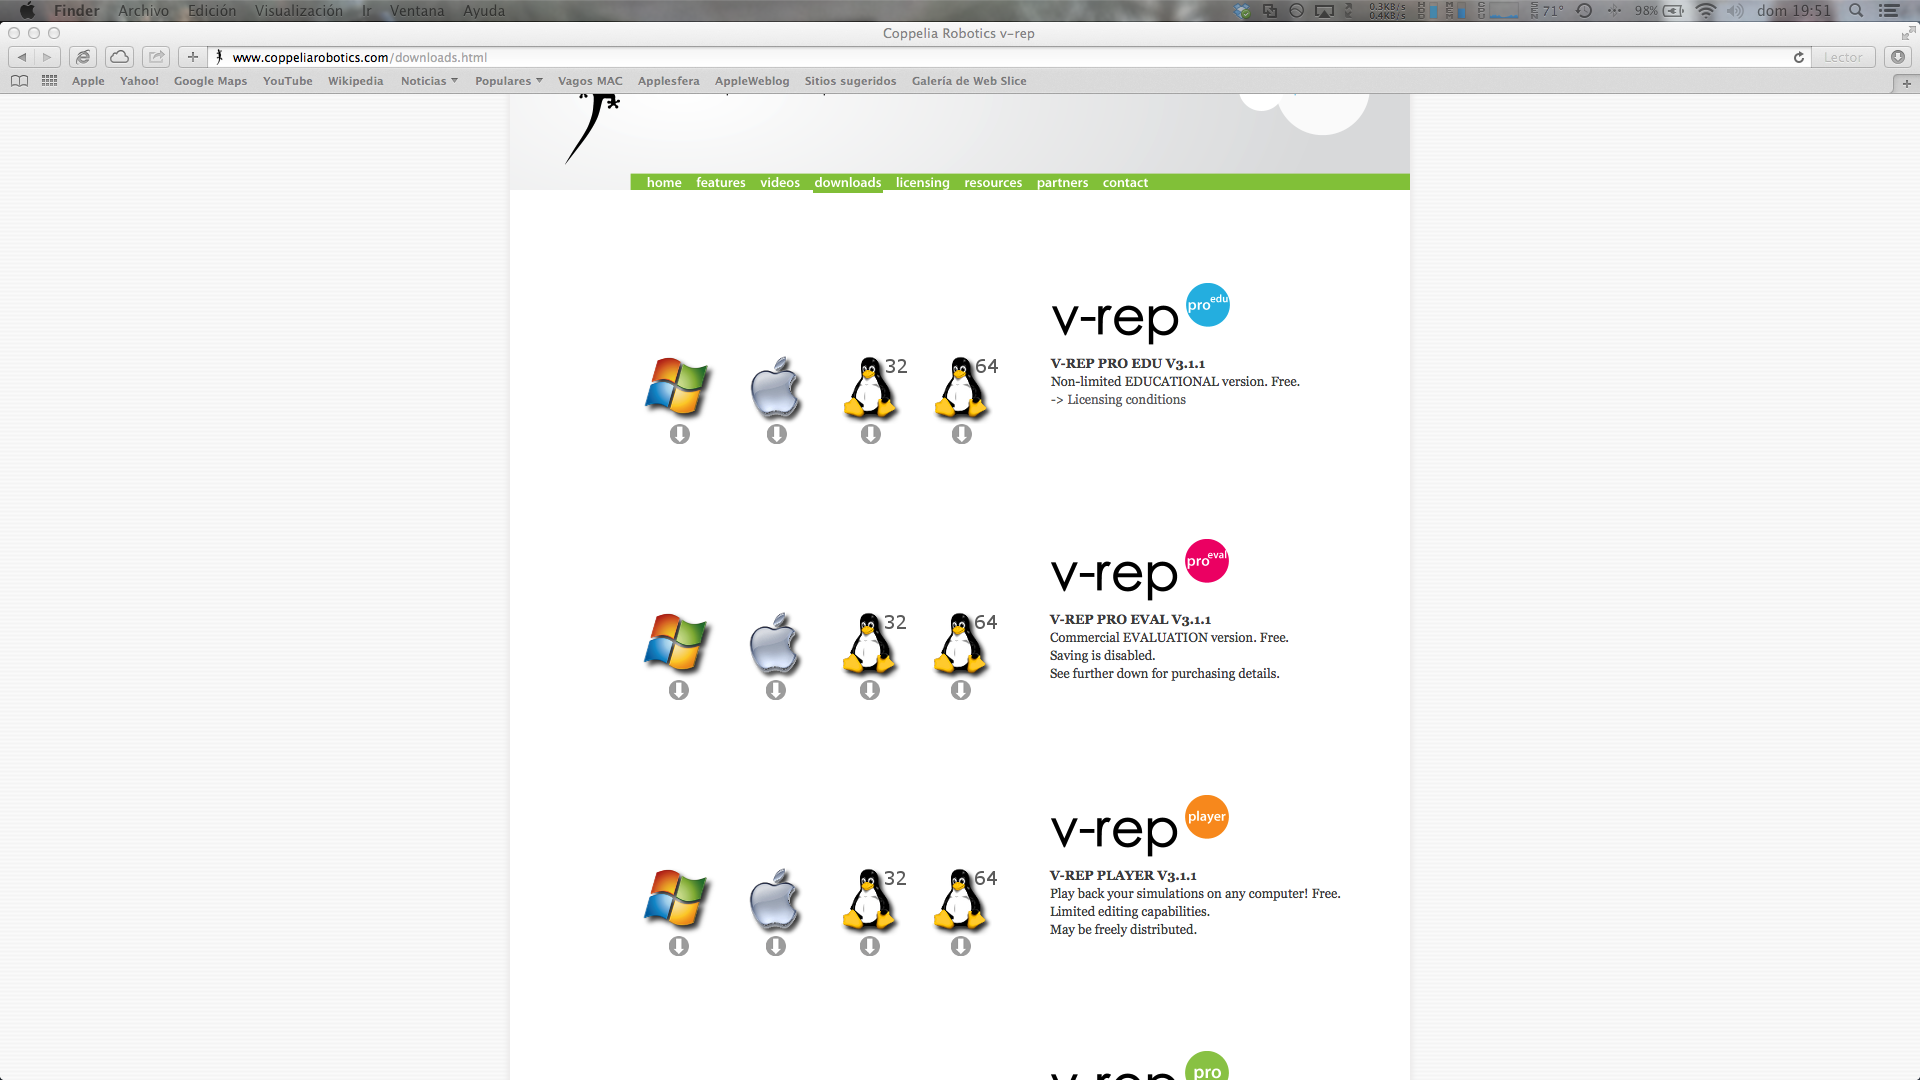 Finder Archivo Edición Visualización Ir Ventana Ayuda 0.3KB/s 0.4KB/s 71° 98% dom 19:51
Coppelia Robotics v-rep
www.coppeliarobotics.com/downloads.html Lector
Apple Yahoo! Google Maps YouTube Wikipedia Noticias Populares Vagos MAC Applesfera AppleWeblog Sitios sugeridos Galería de Web Slice
home features videos downloads licensing resources partners contact
v-rep pro edu
32 64
V-REP PRO EDU V3.1.1
Non-limited EDUCATIONAL version. Free.
-> Licensing conditions
v-rep pro eval
32 64
V-REP PRO EVAL V3.1.1
Commercial EVALUATION version. Free.
Saving is disabled.
See further down for purchasing details.
v-rep player
32 64
V-REP PLAYER V3.1.1
Play back your simulations on any computer! Free.
Limited editing capabilities.
May be freely distributed.
v-rep pro